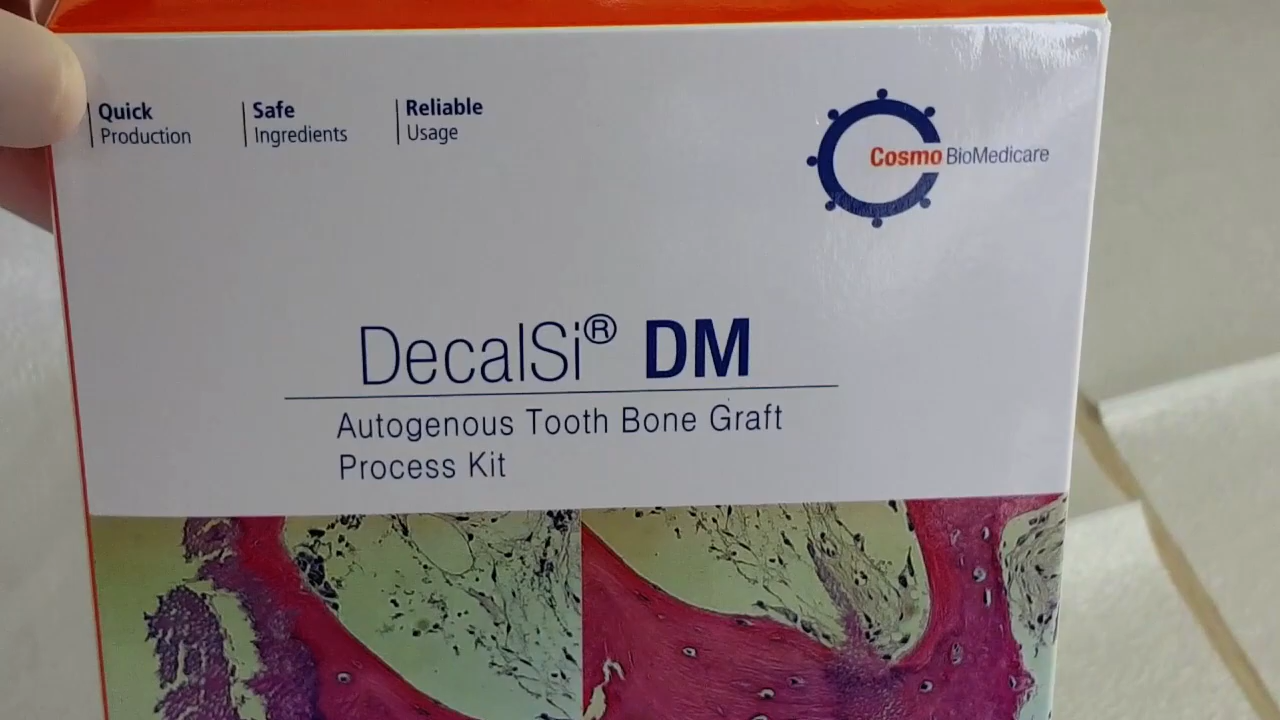 Quick
Production
Safe
Ingredients
Reliable
Usage
Cosmo BioMedicare
DecalSi® DM
Autogenous Tooth Bone Graft
Process Kit